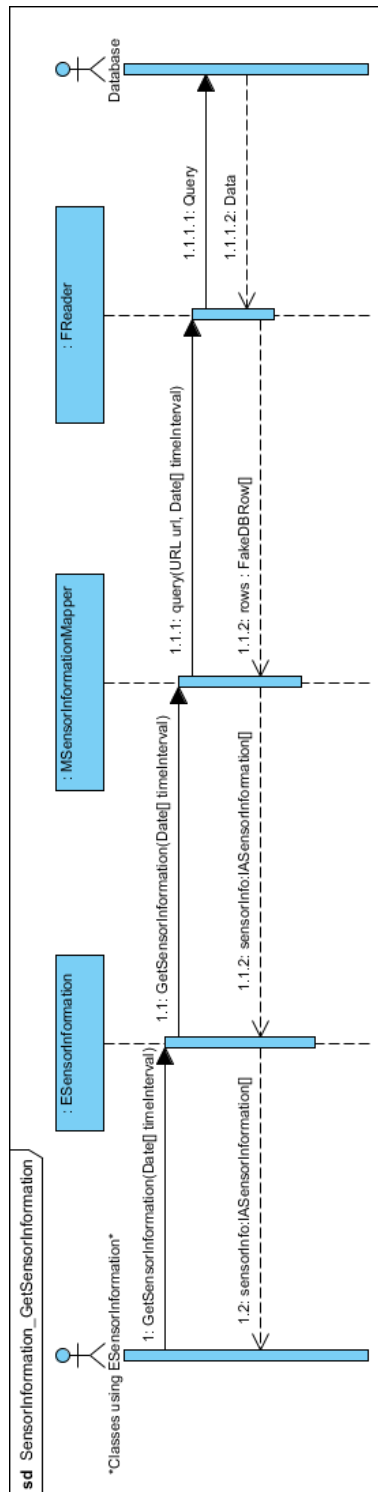 sd SensorInformation_GetSensorInformation
*Classes using ESensorInformation*
: ESensorInformation
: MSensorInformationMapper
: FReader
Database
1: GetSensorInformation(Date[] timeInterval)
1.1: GetSensorInformation(Date[] timeInterval)
1.1.1: query(URL url, Date[] timeInterval)
1.1.1.1: Query
1.1.1.2: Data
1.1.2: rows : FakeDBRow[]
1.1.2: sensorInfo:IASensorInformation[]
1.2: sensorInfo:IASensorInformation[]